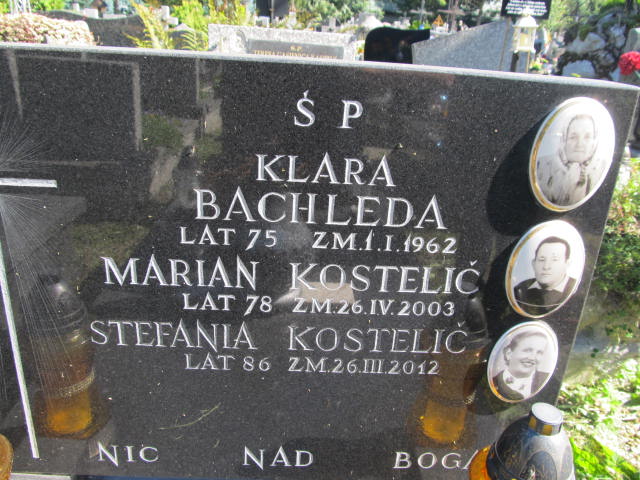 Ś P
KLARA
BACHLEDA
LAT 75 ZM.1.I.1962
MARIAN KOSTELIČ
LAT 78 ZM.26.IV.2003
STEFANIA KOSTELIČ
LAT 86 ZM.26.III.2012
NIC NAD BOGA